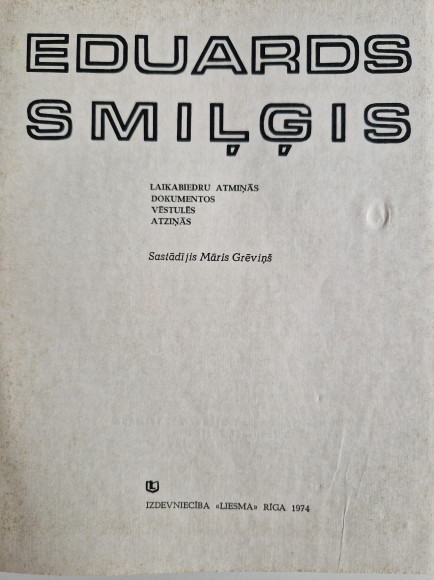 EDUARDS
SMIĻĢIS
LAIKABIEDRU ATMIŅĀS
DOKUMENTOS
VĒSTULĒS
ATZIŅĀS
Sastādījis Māris Grēviņš
IZDEVNIECĪBA «LIESMA» RĪGA 1974